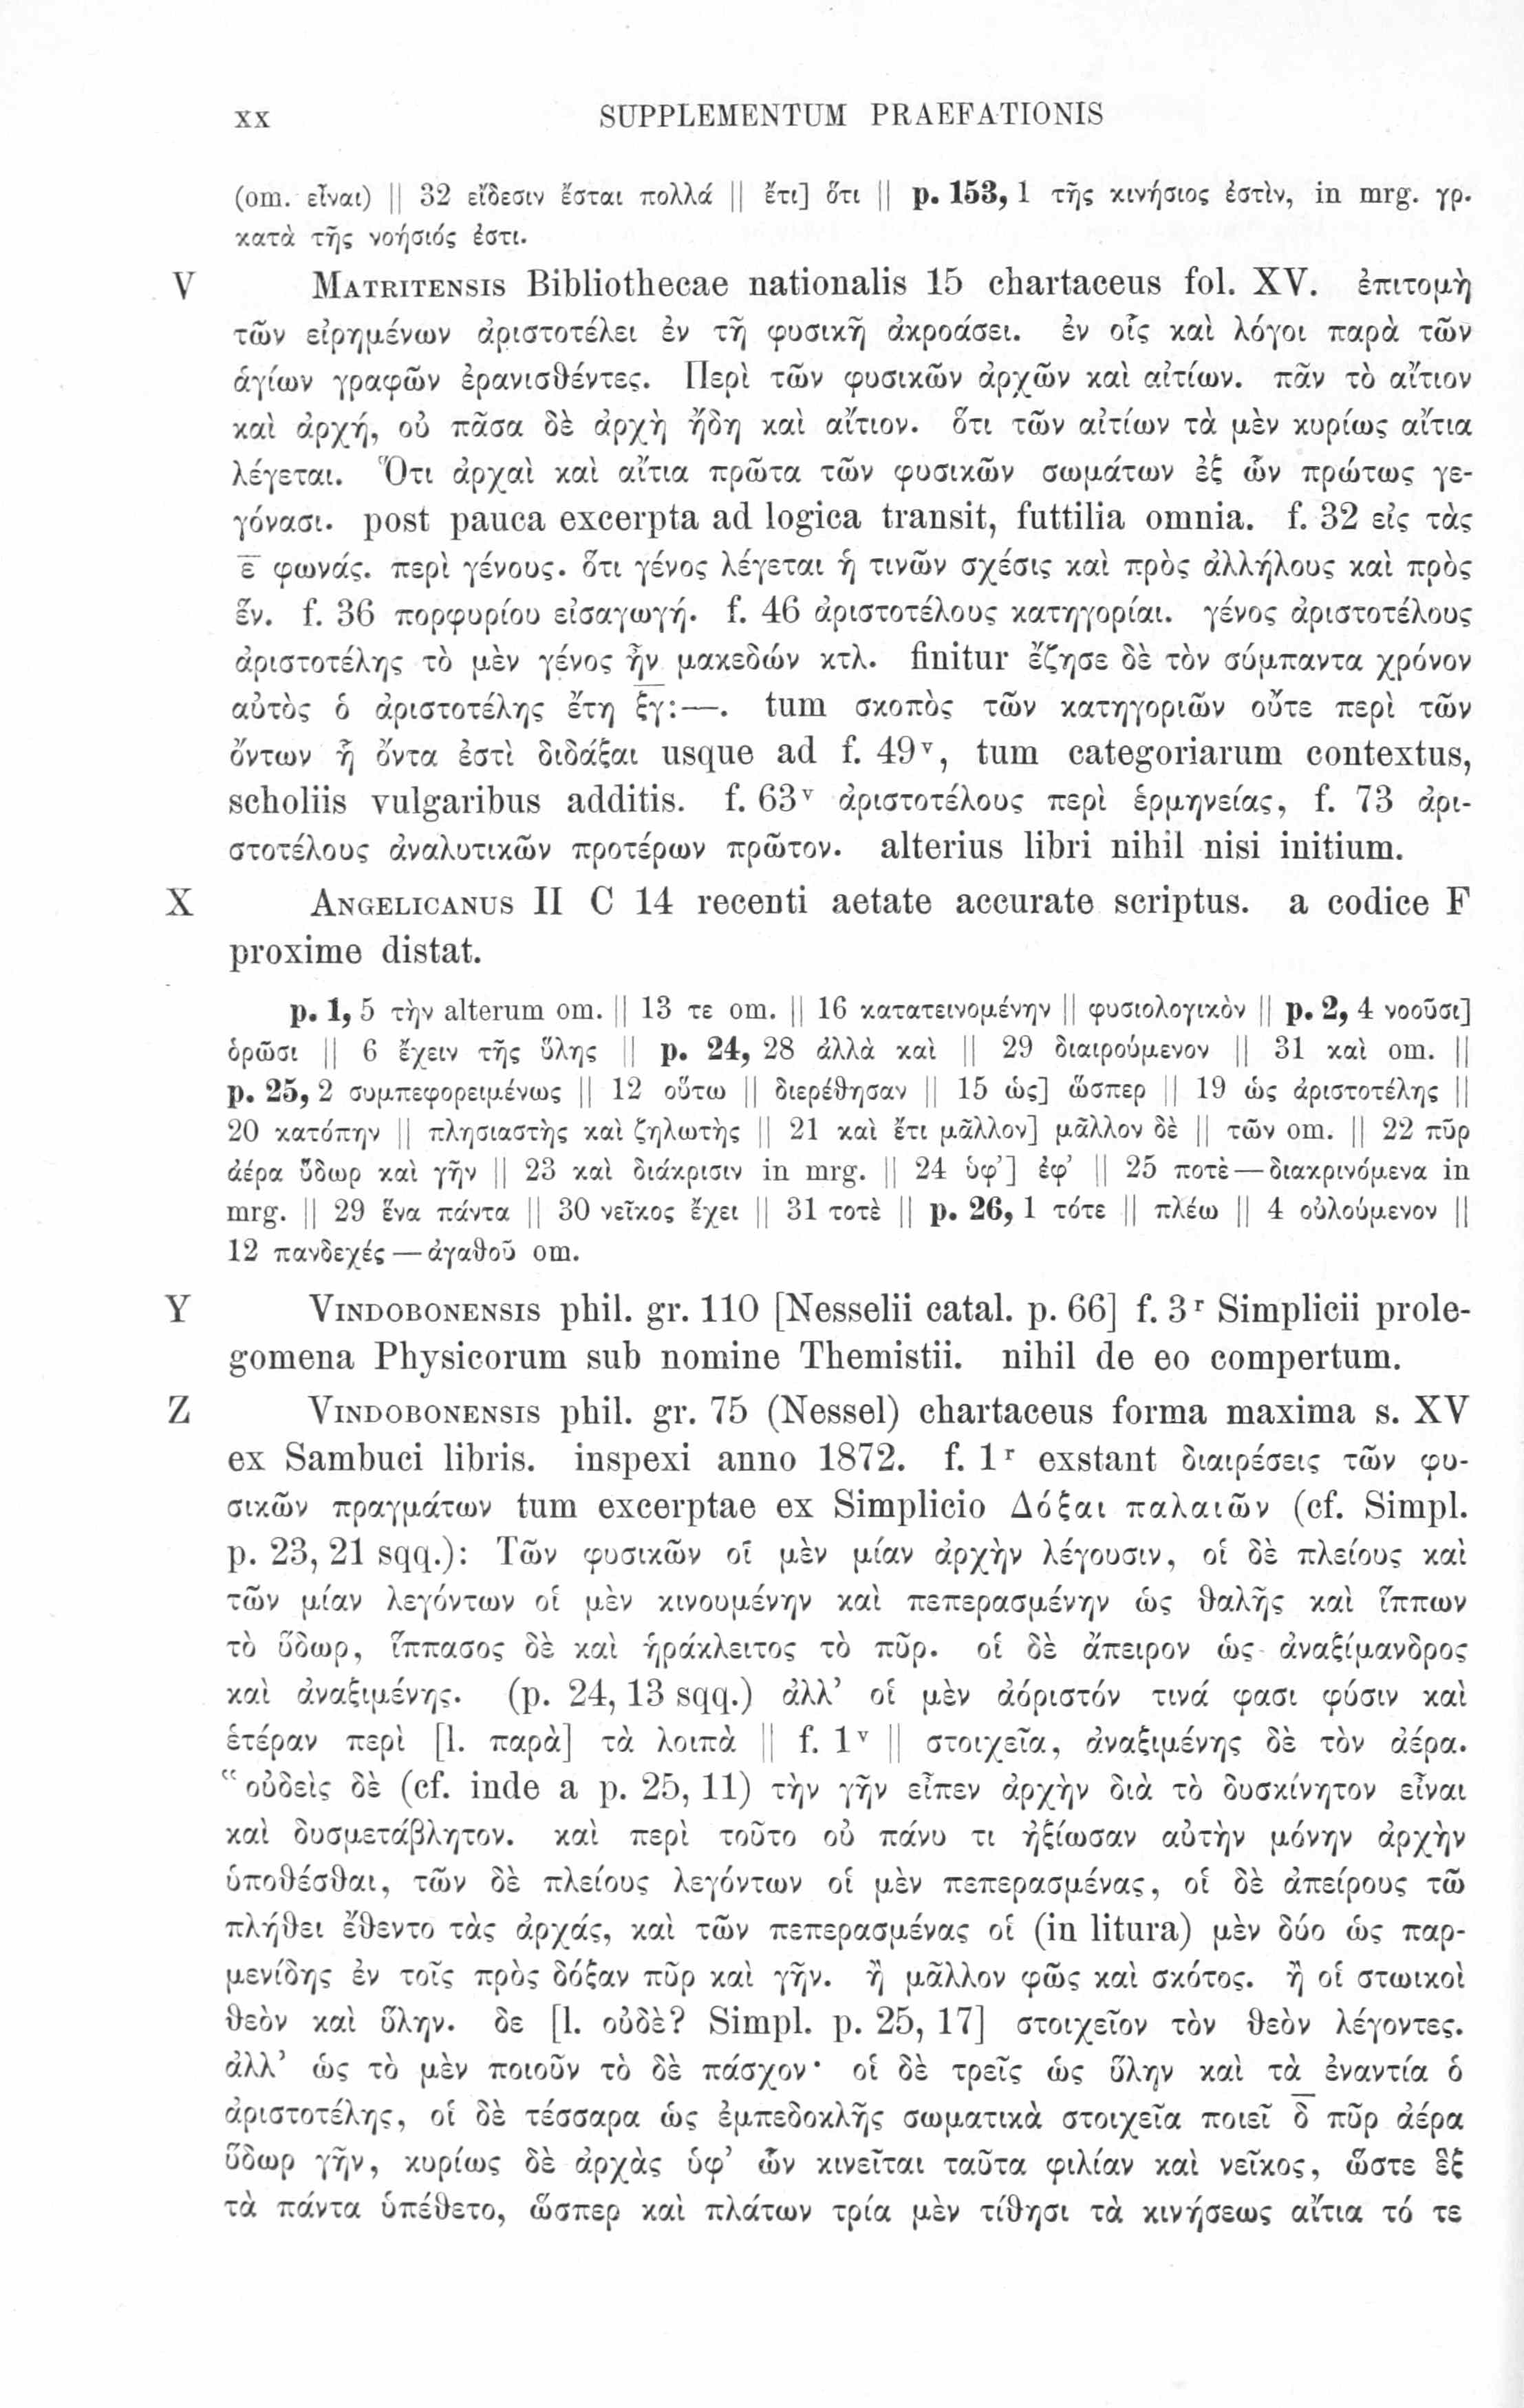 xx SUPPLEMENTUM PRAEFATIONIS
(om. εἶναι) || 32 εἴδεσιν ἔσται πολλά || ἔτι] ὅτι || p. 153, 1 τῆς κινήσιος ἐστὶν, in mrg. γρ.
κατὰ τῆς νοήσιός ἐστι.
V MATRITENSIS Bibliothecae nationalis 15 chartaceus fol. XV. ἐπιτομὴ
τῶν εἰρημένων ἀριστοτέλει ἐν τῆ φυσικῆ ἀκροάσει. ἐν οἷς καὶ λόγοι παρὰ τῶν
ἁγίων γραφῶν ἐρανισθέντες. Περὶ τῶν φυσικῶν ἀρχῶν καὶ αἰτίων. πᾶν τὸ αἴτιον
καὶ ἀρχή, οὐ πᾶσα δὲ ἀρχὴ ἤδη καὶ αἴτιον. ὅτι τῶν αἰτίων τὰ μὲν κυρίως αἴτια
λέγεται. Ὅτι ἀρχαὶ καὶ αἴτια πρῶτα τῶν φυσικῶν σωμάτων ἐξ ὧν πρώτως γε-
γόνασι. post pauca excerpta ad logica transit, futtilia omnia. f. 32 εἰς τὰς
ε̅ φωνάς. περὶ γένους. ὅτι γένος λέγεται ἡ τινῶν σχέσις καὶ πρὸς ἀλλήλους καὶ πρὸς
ἕν. f. 36 πορφυρίου εἰσαγωγή. f. 46 ἀριστοτέλους κατηγορίαι. γένος ἀριστοτέλους
ἀριστοτέλης τὸ μὲν γένος ἦν μακεδών κτλ. finitur ἔζησε δὲ τὸν σύμπαντα χρόνον
αὐτὸς ὁ ἀριστοτέλης ἔτη ξ̅γ̅:—. tum σκοπὸς τῶν κατηγοριῶν οὔτε περὶ τῶν
ὄντων ἧ ὄντα ἐστὶ διδάξαι usque ad f. 49ᵛ, tum categoriarum contextus,
scholiis vulgaribus additis. f. 63ᵛ ἀριστοτέλους περὶ ἑρμηνείας, f. 73 ἀρι-
στοτέλους ἀναλυτικῶν προτέρων πρῶτον. alterius libri nihil nisi initium.
X ANGELICANUS II C 14 recenti aetate accurate scriptus. a codice F
proxime distat.
p. 1, 5 τὴν alterum om. || 13 τε om. || 16 κατατεινομένην || φυσιολογικὸν || p. 2, 4 νοοῦσι]
ὁρῶσι || 6 ἔχειν τῆς ὕλης || p. 24, 28 ἀλλὰ καὶ || 29 διαιρούμενον || 31 καὶ om. ||
p. 25, 2 συμπεφορειμένως || 12 οὕτω || διερέθησαν || 15 ὡς] ὥσπερ || 19 ὡς ἀριστοτέλης ||
20 κατόπην || πλησιαστὴς καὶ ζηλωτὴς || 21 καὶ ἔτι μᾶλλον] μᾶλλον δὲ || τῶν om. || 22 πῦρ
ἀέρα ὕδωρ καὶ γῆν || 23 καὶ διάκρισιν in mrg. || 24 ὑφ’] ἐφ’ || 25 ποτὲ—διακρινόμενα in
mrg. || 29 ἕνα πάντα || 30 νεῖκος ἔχει || 31 τοτὲ || p. 26, 1 τότε || πλέω || 4 οὐλούμενον ||
12 πανδεχές—ἀγαθοῦ om.
Y VINDOBONENSIS phil. gr. 110 [Nesselii catal. p. 66] f. 3ʳ Simplicii prole-
gomena Physicorum sub nomine Themistii. nihil de eo compertum.
Z VINDOBONENSIS phil. gr. 75 (Nessel) chartaceus forma maxima s. XV
ex Sambuci libris. inspexi anno 1872. f. 1ʳ exstant διαιρέσεις τῶν φυ-
σικῶν πραγμάτων tum excerptae ex Simplicio Δόξαι παλαιῶν (cf. Simpl.
p. 23, 21 sqq.): Τῶν φυσικῶν οἵ μὲν μίαν ἀρχὴν λέγουσιν, οἱ δὲ πλείους καὶ
τῶν μίαν λεγόντων οἱ μὲν κινουμένην καὶ πεπερασμένην ὡς θαλῆς καὶ ἵππων
τὸ ὕδωρ, ἵππασος δὲ καὶ ἡράκλειτος τὸ πῦρ. οἱ δὲ ἄπειρον ὡς ἀναξίμανδρος
καὶ ἀναξιμένης. (p. 24, 13 sqq.) ἀλλ’ οἱ μὲν ἀόριστόν τινά φασι φύσιν καὶ
ἑτέραν περὶ [l. παρὰ] τὰ λοιπὰ || f. 1ᵛ || στοιχεῖα, ἀναξιμένης δὲ τὸν ἀέρα.
“οὐδεὶς δὲ (cf. inde a p. 25, 11) τὴν γῆν εἶπεν ἀρχὴν διὰ τὸ δυσκίνητον εἶναι
καὶ δυσμετάβλητον. καὶ περὶ τοῦτο οὐ πάνυ τι ἠξίωσαν αὐτὴν μόνην ἀρχὴν
ὑποθέσθαι, τῶν δὲ πλείους λεγόντων οἱ μὲν πεπερασμένας, οἱ δὲ ἀπείρους τῶ
πλήθει ἔθεντο τὰς ἀρχάς, καὶ τῶν πεπερασμένας οἱ (in litura) μὲν δύο ὡς παρ-
μενίδης ἐν τοῖς πρὸς δόξαν πῦρ καὶ γῆν. ἢ μᾶλλον φῶς καὶ σκότος. ἢ οἱ στωικοὶ
θεὸν καὶ ὕλην. δε [l. οὐδὲ? Simpl. p. 25, 17] στοιχεῖον τὸν θεὸν λέγοντες.
ἀλλ’ ὡς τὸ μὲν ποιοῦν τὸ δὲ πάσχον· οἱ δὲ τρεῖς ὡς ὕλην καὶ τὰ ἐναντία ὁ
ἀριστοτέλης, οἱ δὲ τέσσαρα ὡς ἐμπεδοκλῆς σωματικὰ στοιχεῖα ποιεῖ δ̅ πῦρ ἀέρα
ὕδωρ γῆν, κυρίως δὲ ἀρχὰς ὑφ’ ὧν κινεῖται ταῦτα φιλίαν καὶ νεῖκος, ὥστε ἓξ
τὰ πάντα ὑπέθετο, ὥσπερ καὶ πλάτων τρία μὲν τίθησι τὰ κινήσεως αἴτια τό τε